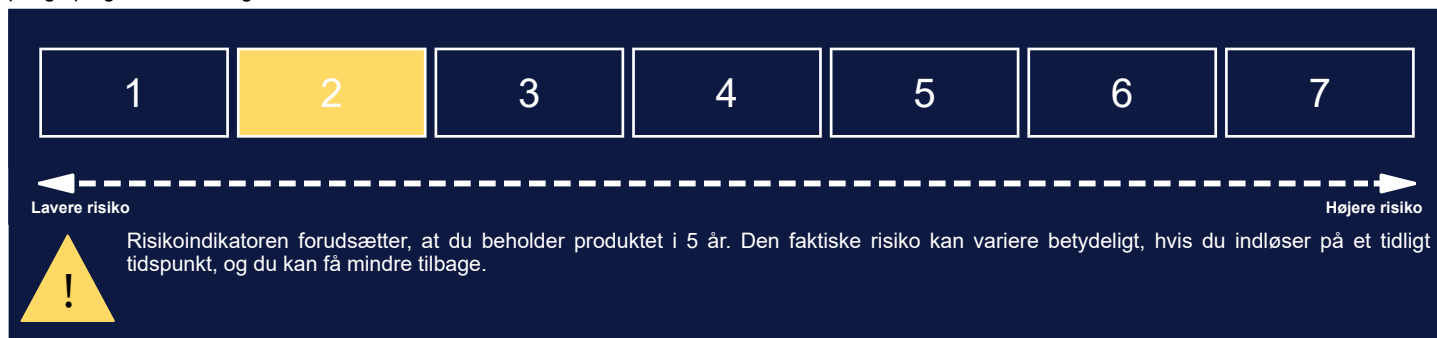 1 2 3 4 5 6 7
Lavere risiko Højere risiko
Risikoindikatoren forudsætter, at du beholder produktet i 5 år. Den faktiske risiko kan variere betydeligt, hvis du indløser på et tidligt
tidspunkt, og du kan få mindre tilbage.
!